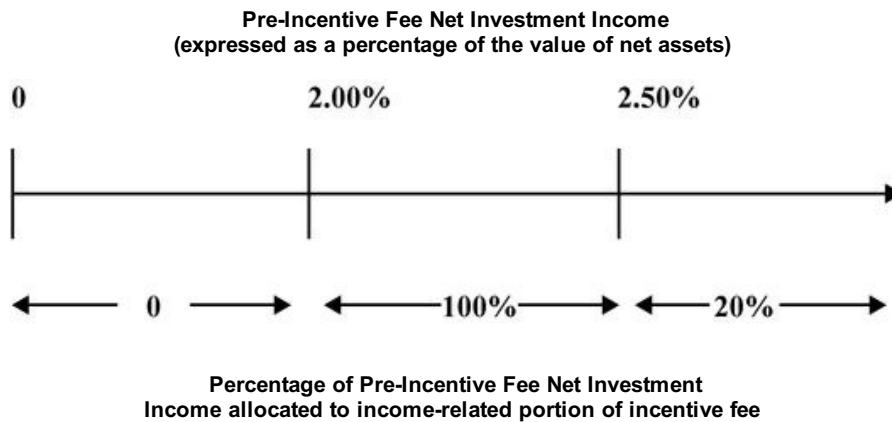 Pre-Incentive Fee Net Investment Income
(expressed as a percentage of the value of net assets)
0 2.00% 2.50%
0 100% 20%
Percentage of Pre-Incentive Fee Net Investment
Income allocated to income-related portion of incentive fee